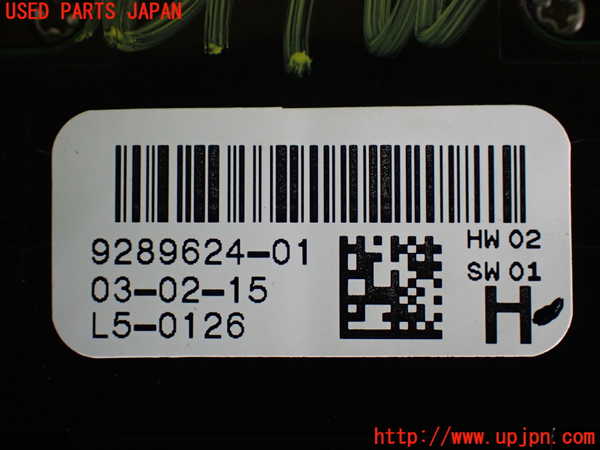 USED PARTS JAPAN
9289624-01
03-02-15
L5-0126
HW 02
SW 01
H
http://www.upjpn.com/